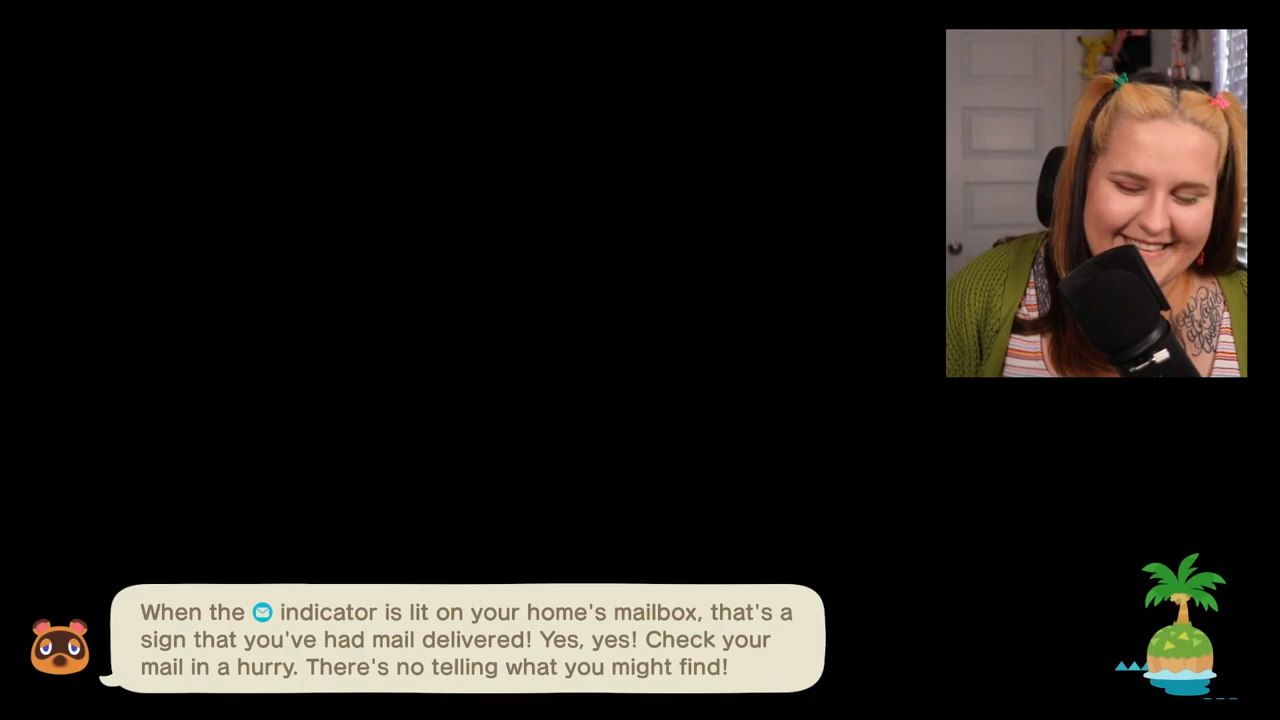 When the indicator is lit on your home's mailbox, that's a
sign that you've had mail delivered! Yes, yes! Check your
mail in a hurry. There's no telling what you might find!